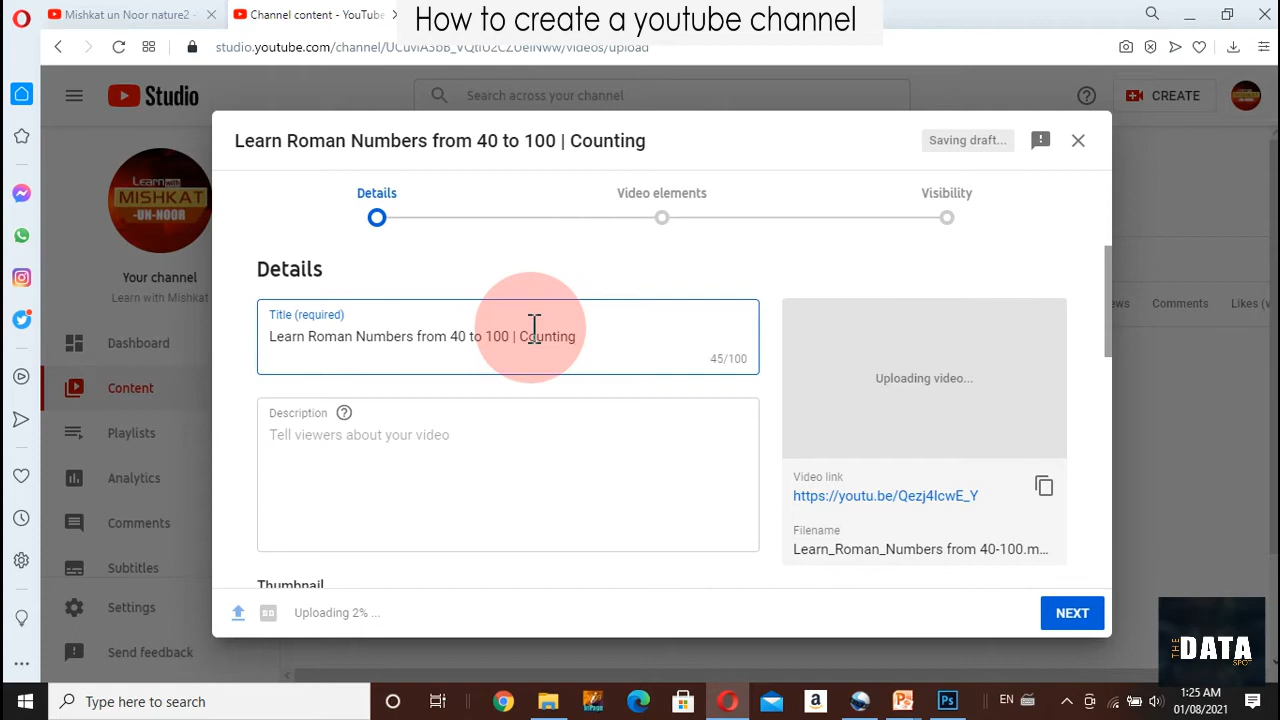 Mishkat un Noor nature2 -
Channel content - YouTube
How to create a youtube channel
studio.youtube.com/channel/
/videos/upload
Studio
Search across your channel
CREATE
Learn with
MISHKAT
-UN-NOOR
Your channel
Learn with Mishkat
Dashboard
Content
Playlists
Analytics
Comments
Subtitles
Settings
Send feedback
Learn Roman Numbers from 40 to 100 | Counting
Saving draft...
Details
Video elements
Visibility
Details
Title (required)
Learn Roman Numbers from 40 to 100 | Counting
45/100
Description
Tell viewers about your video
Thumbnail
Uploading video...
Video link
https://youtu.be/Qezj4IcwE_Y
Filename
Learn_Roman_Numbers from 40-100.m...
Comments
Likes (v
Uploading 2% ...
NEXT
THE DATA SPOT
Type here to search
EN
1:25 AM
01/08/2021